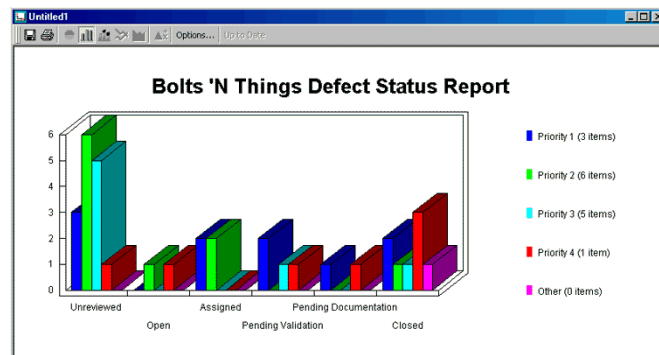 Untitled1
Options... Up to Date
Bolts 'N Things Defect Status Report
6
5
4
3
2
1
0
Unreviewed
Open
Assigned
Pending Validation
Pending Documentation
Closed
Priority 1 (3 items)
Priority 2 (6 items)
Priority 3 (5 items)
Priority 4 (1 item)
Other (0 items)